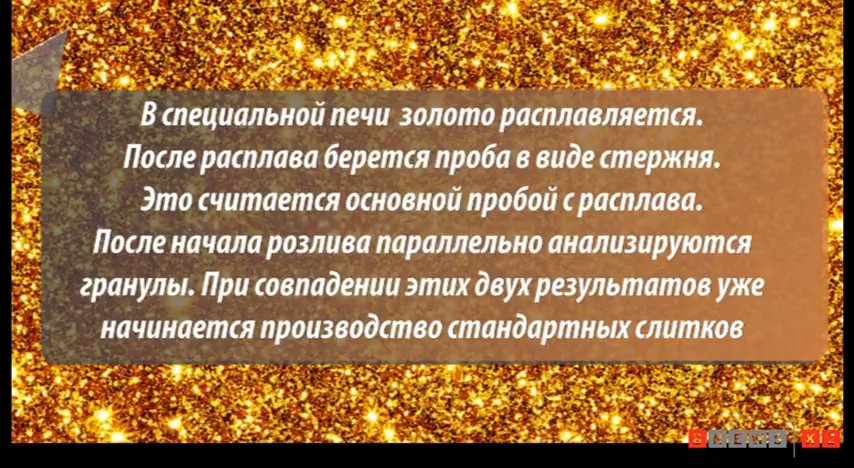 В специальной печи золото расплавляется.
После расплава берется проба в виде стержня.
Это считается основной пробой с расплава.
После начала розлива параллельно анализируются
гранулы. При совпадении этих двух результатов уже
начинается производство стандартных слитков